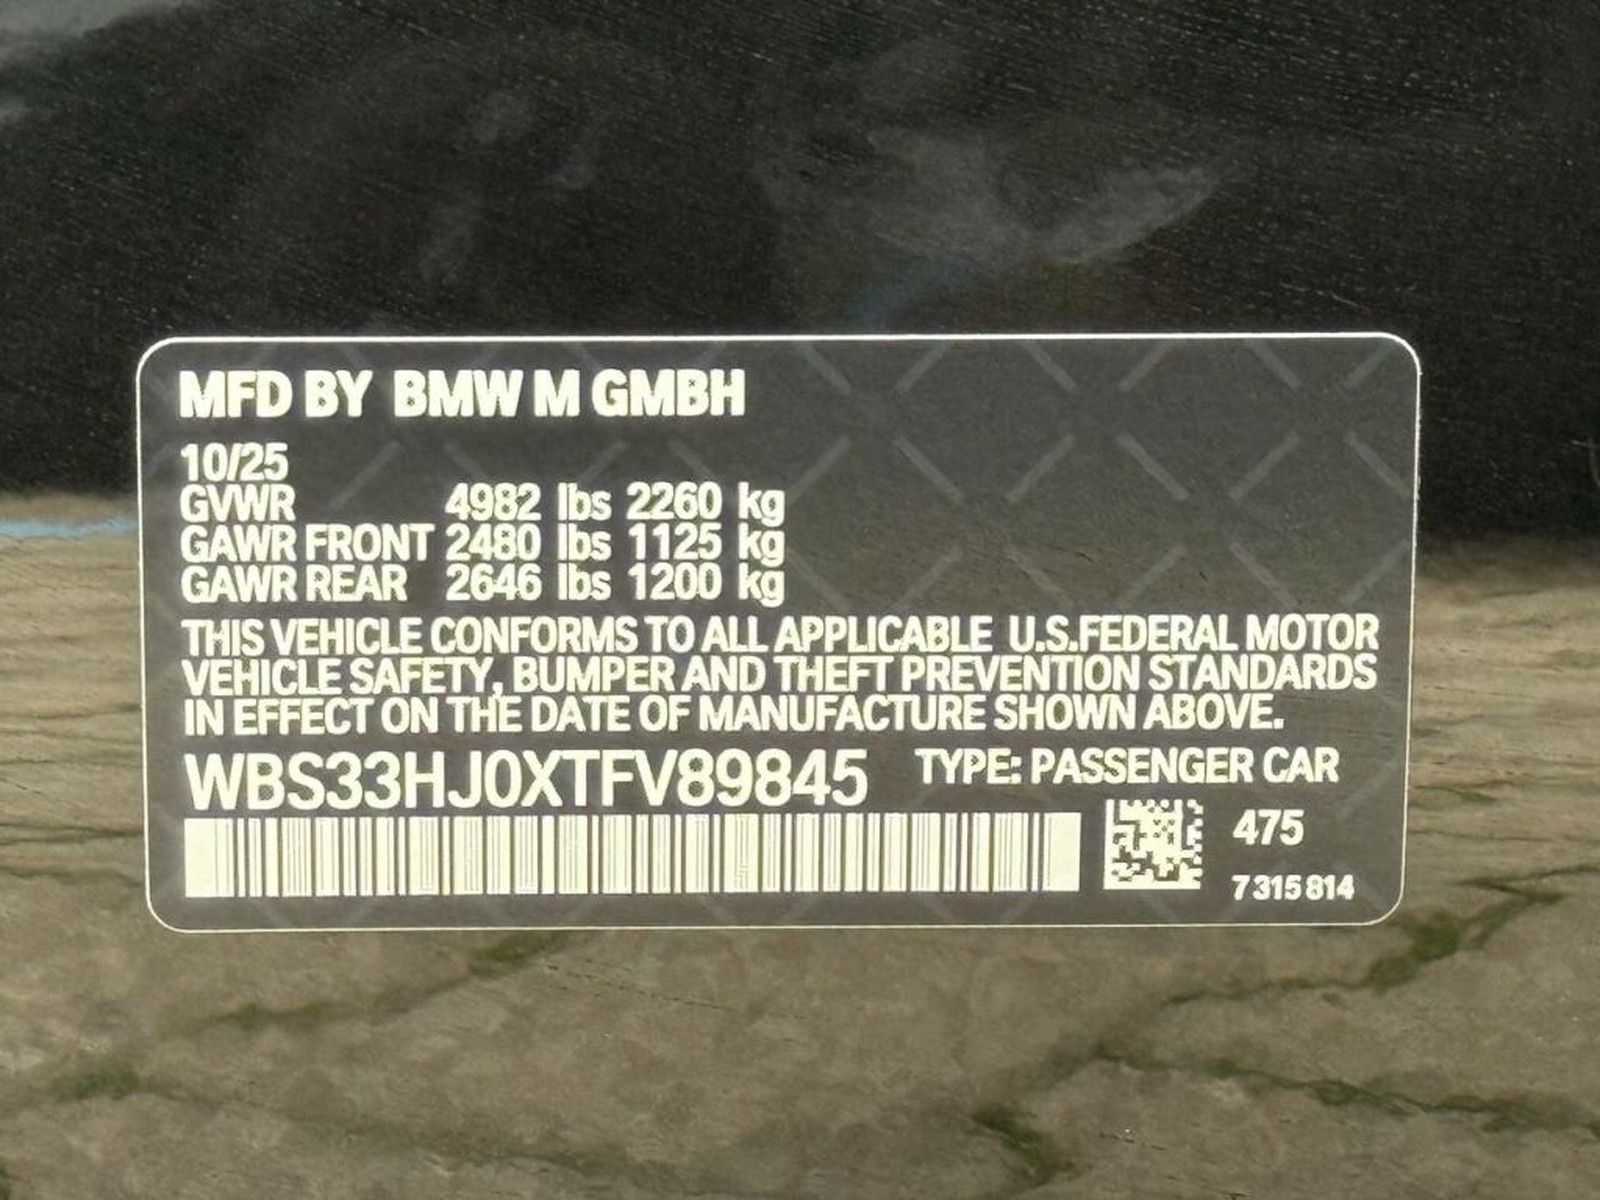 MFD BY BMW M GMBH
10/25
GVWR 4982 lbs 2260 kg
GAWR FRONT 2480 lbs 1125 kg
GAWR REAR 2646 lbs 1200 kg
THIS VEHICLE CONFORMS TO ALL APPLICABLE U.S.FEDERAL MOTOR
VEHICLE SAFETY, BUMPER AND THEFT PREVENTION STANDARDS
IN EFFECT ON THE DATE OF MANUFACTURE SHOWN ABOVE.
WBS33HJ0XTFV89845 TYPE: PASSENGER CAR
475
7 315 814